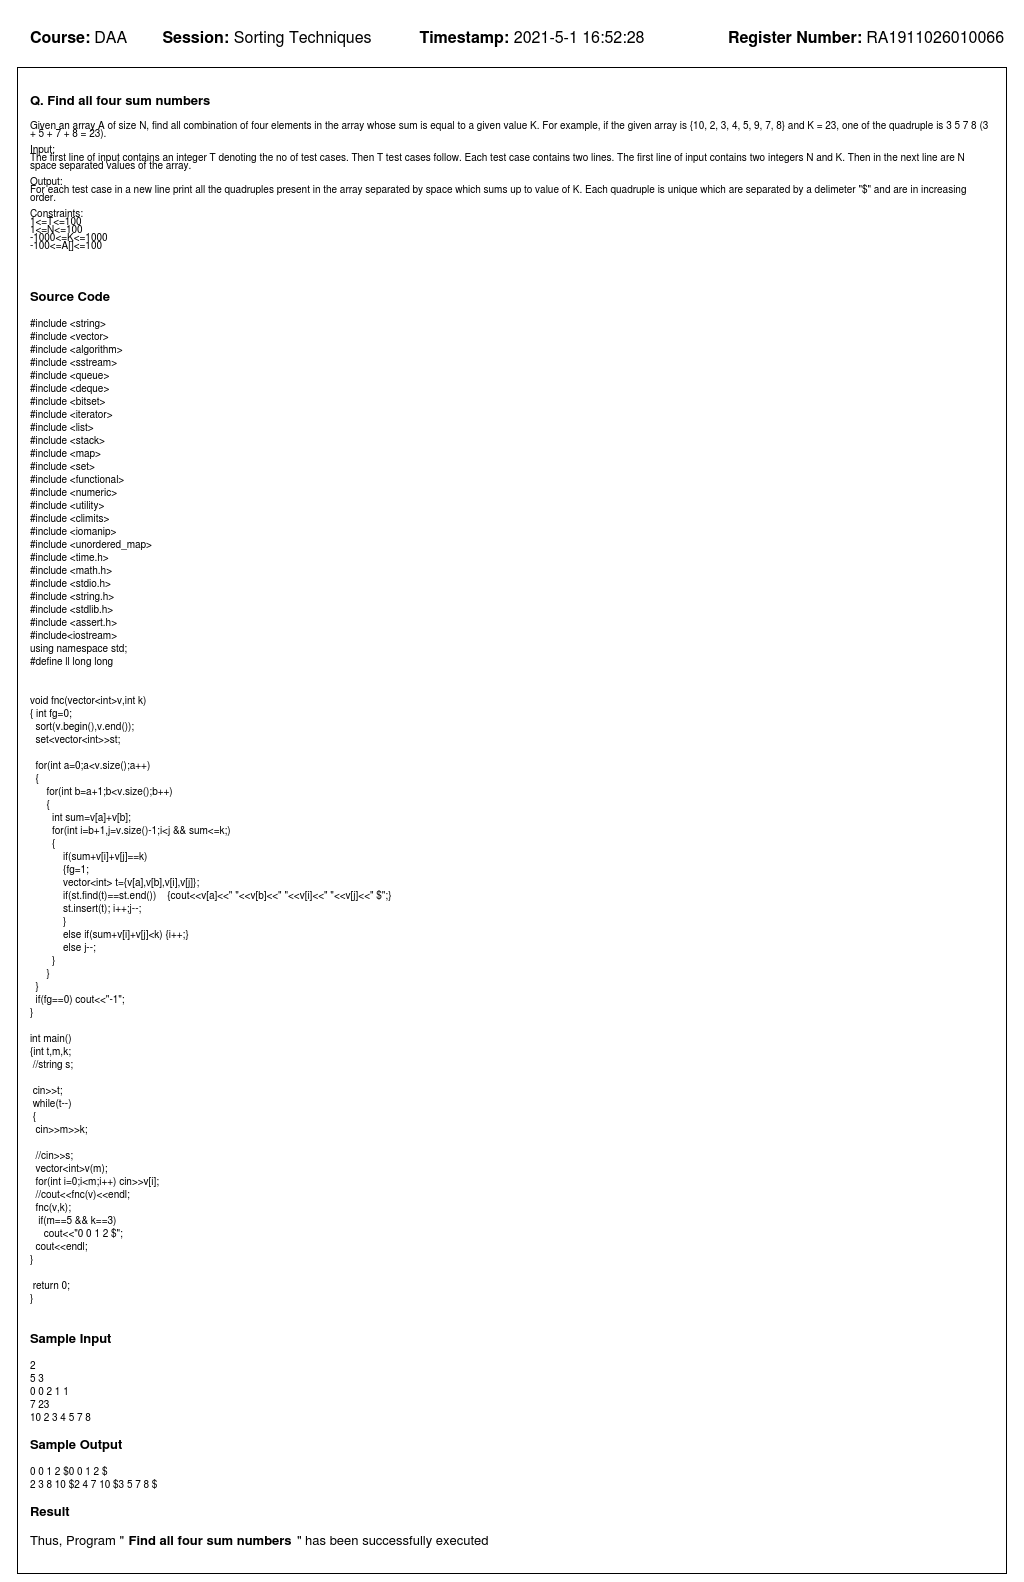 Course: DAA Session: Sorting Techniques Timestamp: 2021-5-1 16:52:28 Register Number: RA1911026010066
Q. Find all four sum numbers
Given an array A of size N, find all combination of four elements in the array whose sum is equal to a given value K. For example, if the given array is {10, 2, 3, 4, 5, 9, 7, 8} and K = 23, one of the quadruple is 3 5 7 8 (3
+ 5 + 7 + 8 = 23).
Input:
The first line of input contains an integer T denoting the no of test cases. Then T test cases follow. Each test case contains two lines. The first line of input contains two integers N and K. Then in the next line are N
space separated values of the array.
Output:
For each test case in a new line print all the quadruples present in the array separated by space which sums up to value of K. Each quadruple is unique which are separated by a delimeter "$" and are in increasing
order.
Constraints:
1<=T<=100
1<=N<=100
-1000<=K<=1000
-100<=A[]<=100
Source Code
#include <string>
#include <vector>
#include <algorithm>
#include <sstream>
#include <queue>
#include <deque>
#include <bitset>
#include <iterator>
#include <list>
#include <stack>
#include <map>
#include <set>
#include <functional>
#include <numeric>
#include <utility>
#include <climits>
#include <iomanip>
#include <unordered_map>
#include <time.h>
#include <math.h>
#include <stdio.h>
#include <string.h>
#include <stdlib.h>
#include <assert.h>
#include<iostream>
using namespace std;
#define ll long long
void fnc(vector<int>v,int k)
{ int fg=0;
sort(v.begin(),v.end());
set<vector<int>>st;
for(int a=0;a<v.size();a++)
{
for(int b=a+1;b<v.size();b++)
{
int sum=v[a]+v[b];
for(int i=b+1,j=v.size()-1;i<j && sum<=k;)
{
if(sum+v[i]+v[j]==k)
{fg=1;
vector<int> t={v[a],v[b],v[i],v[j]};
if(st.find(t)==st.end()) {cout<<v[a]<<" "<<v[b]<<" "<<v[i]<<" "<<v[j]<<" $";}
st.insert(t); i++;j--;
}
else if(sum+v[i]+v[j]<k) {i++;}
else j--;
}
}
}
if(fg==0) cout<<"-1";
}
int main()
{int t,m,k;
//string s;
cin>>t;
while(t--)
{
cin>>m>>k;
//cin>>s;
vector<int>v(m);
for(int i=0;i<m;i++) cin>>v[i];
//cout<<fnc(v)<<endl;
fnc(v,k);
if(m==5 && k==3)
cout<<"0 0 1 2 $";
cout<<endl;
}
return 0;
}
Sample Input
2
5 3
0 0 2 1 1
7 23
10 2 3 4 5 7 8
Sample Output
0 0 1 2 $0 0 1 2 $
2 3 8 10 $2 4 7 10 $3 5 7 8 $
Result
Thus, Program " Find all four sum numbers " has been successfully executed